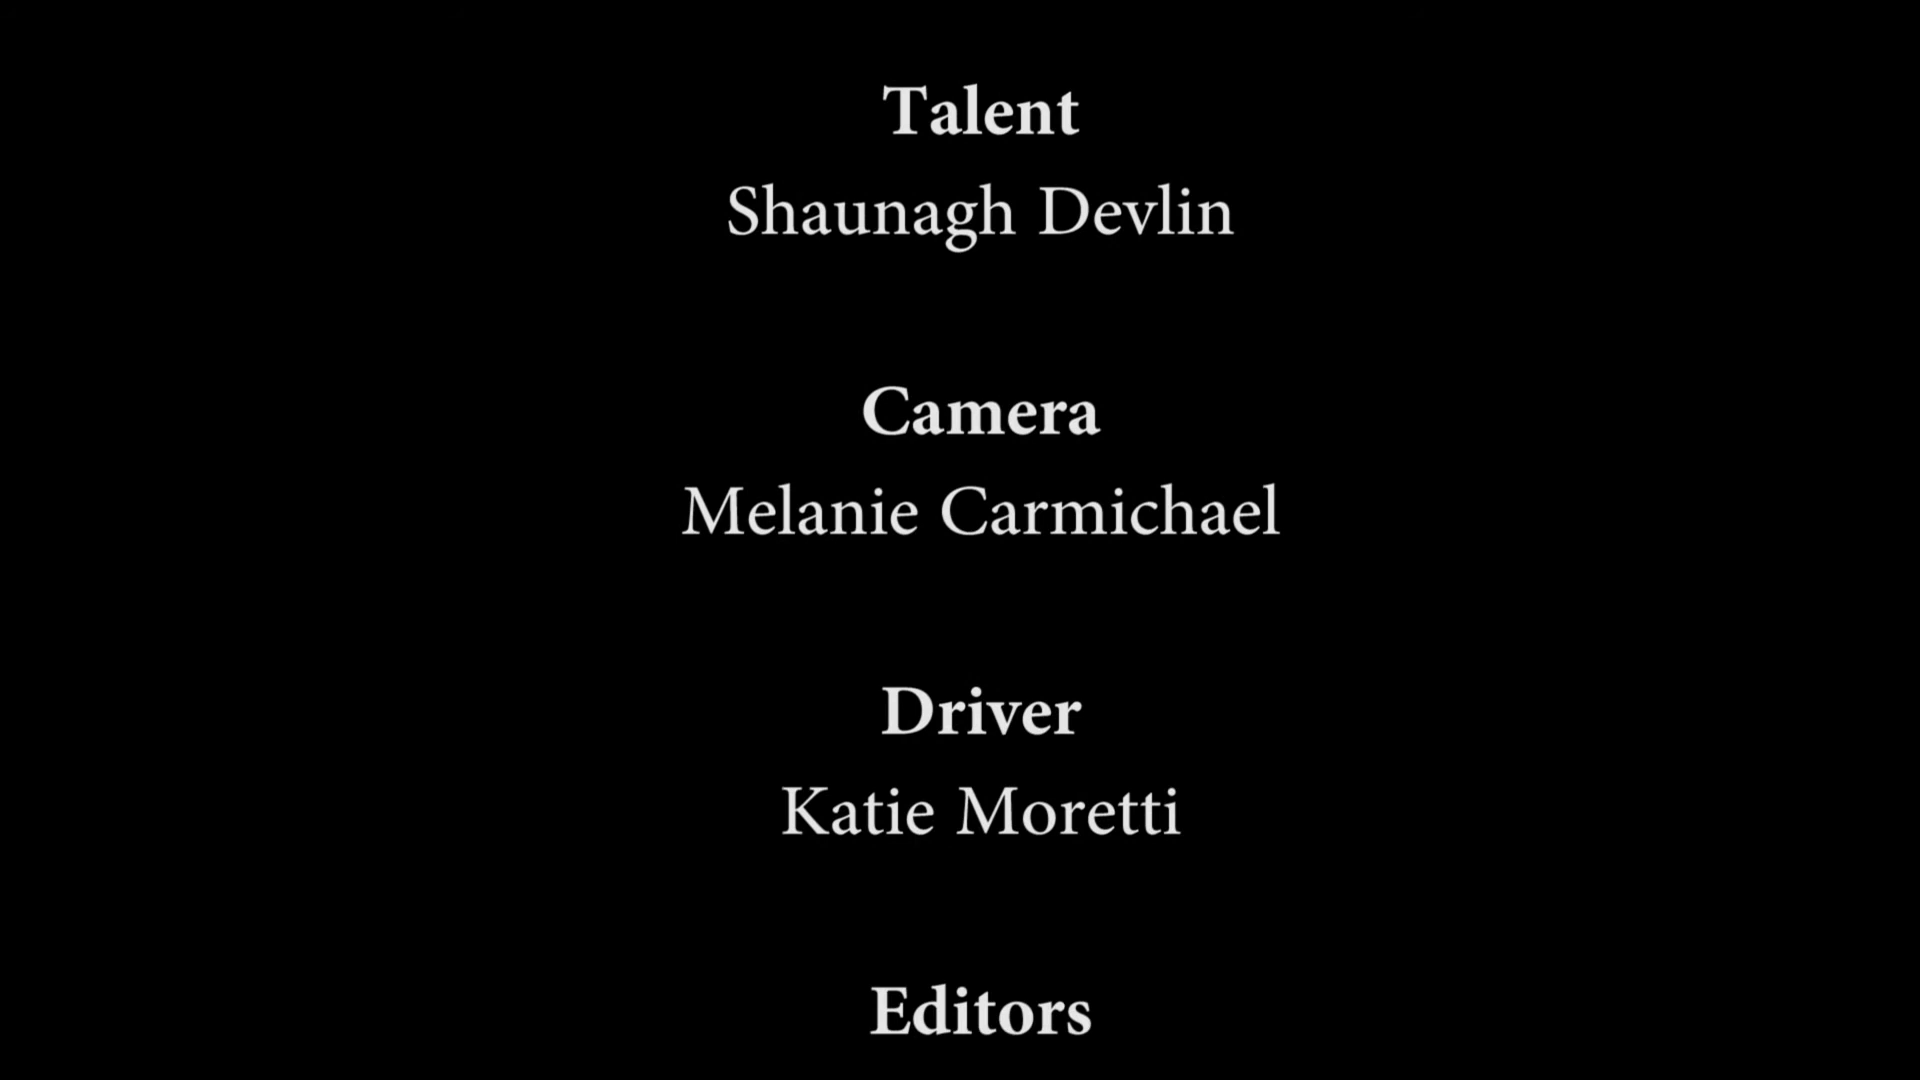 Talent
Shaunagh Devlin
Camera
Melanie Carmichael
Driver
Katie Moretti
Editors